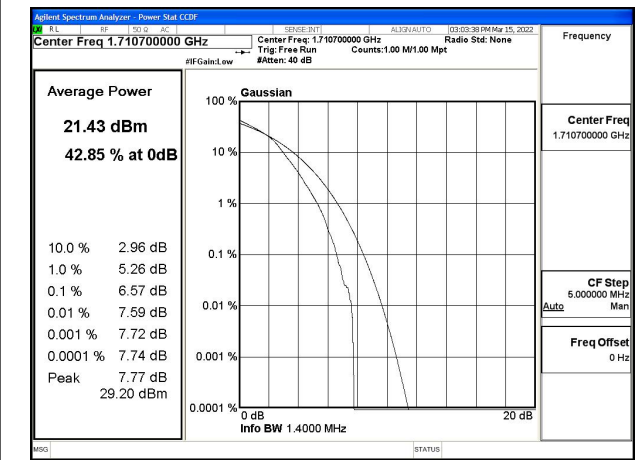 Agilent Spectrum Analyzer - Power Stat CCDF
RL RF 50 Ω AC SENSE:INT ALIGNAUTO 03:03:38 PM Mar 15, 2022
Center Freq 1.710700000 GHz
Center Freq: 1.710700000 GHz Radio Std: None
Trig: Free Run Counts:1.00 M/1.00 Mpt
#IFGain:Low #Atten: 40 dB
Frequency
Average Power
21.43 dBm
42.85 % at 0dB
10.0 % 2.96 dB
1.0 % 5.26 dB
0.1 % 6.57 dB
0.01 % 7.59 dB
0.001 % 7.72 dB
0.0001 % 7.74 dB
Peak 7.77 dB
29.20 dBm
Gaussian
100 %
10 %
1 %
0.1 %
0.01 %
0.001 %
0.0001 %
0 dB 20 dB
Info BW 1.4000 MHz
Center Freq
1.710700000 GHz
CF Step
5.000000 MHz
Auto Man
Freq Offset
0 Hz
MSG STATUS